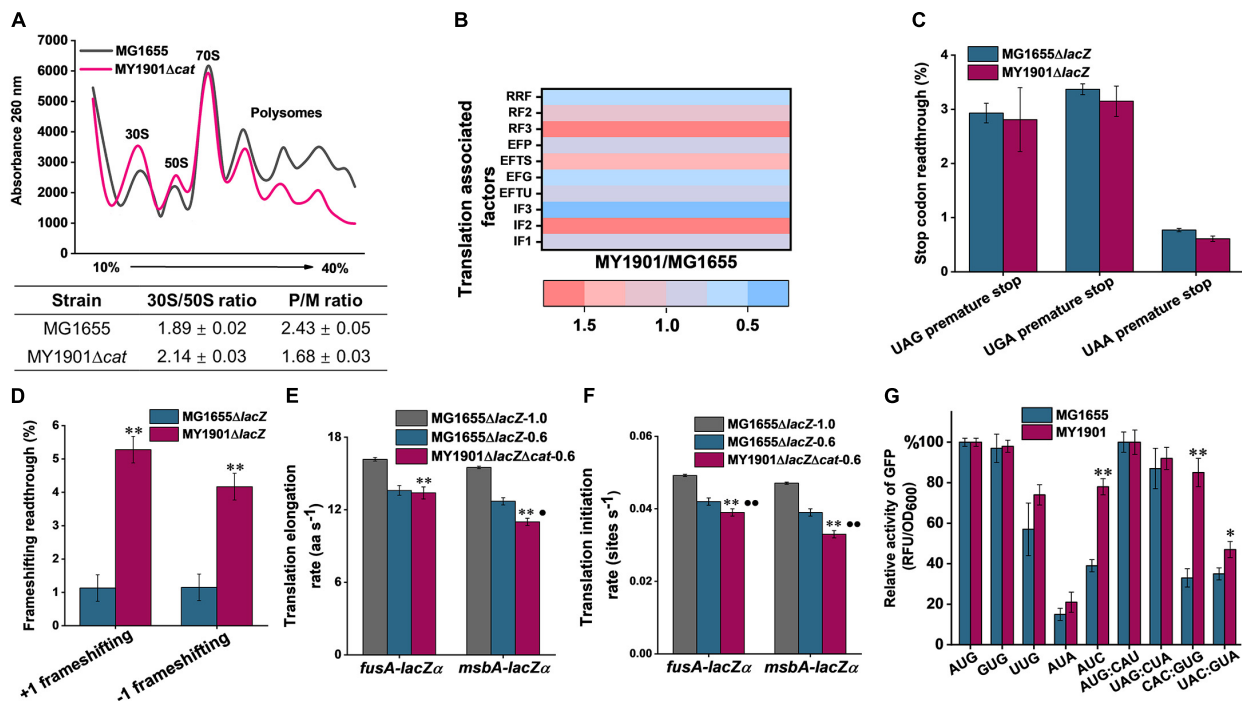 A
7000
6000
5000
4000
3000
2000
1000
0
Absorbance 260 nm
MG1655
MY1901Δcat
30S
50S
70S
Polysomes
10%
40%
Strain 30S/50S ratio P/M ratio
MG1655 1.89 ± 0.02 2.43 ± 0.05
MY1901Δcat 2.14 ± 0.03 1.68 ± 0.03
B
Translation associated
factors
RRF
RF2
RF3
EFP
EFTS
EFG
EFTU
IF3
IF2
IF1
MY1901/MG1655
1.5 1.0 0.5
C
Stop codon readthrough (%)
4
3
2
1
0
MG1655ΔlacZ
MY1901ΔlacZ
UAG premature stop
UGA premature stop
UAA premature stop
D
Frameshifting readthrough (%)
6
5
4
3
2
1
0
MG1655ΔlacZ
MY1901ΔlacZ
**
**
+1 frameshifting
-1 frameshifting
E
Translation elongation
rate (aa s-1)
18
12
6
0
MG1655ΔlacZ-1.0
MG1655ΔlacZ-0.6
MY1901ΔlacZΔcat-0.6
**
** •
fusA-lacZα
msbA-lacZα
F
Translation initiation
rate (sites s-1)
0.06
0.04
0.02
0.00
MG1655ΔlacZ-1.0
MG1655ΔlacZ-0.6
MY1901ΔlacZΔcat-0.6
** ••
** ••
fusA-lacZα
msbA-lacZα
G
Relative activity of GFP
(RFU/OD600)
%100
80
60
40
20
0
MG1655
MY1901
**
**
*
AUG
GUG
UUG
AUA
AUC
AUG:CAU
UAG:CUA
CAC:GUG
UAC:GUA